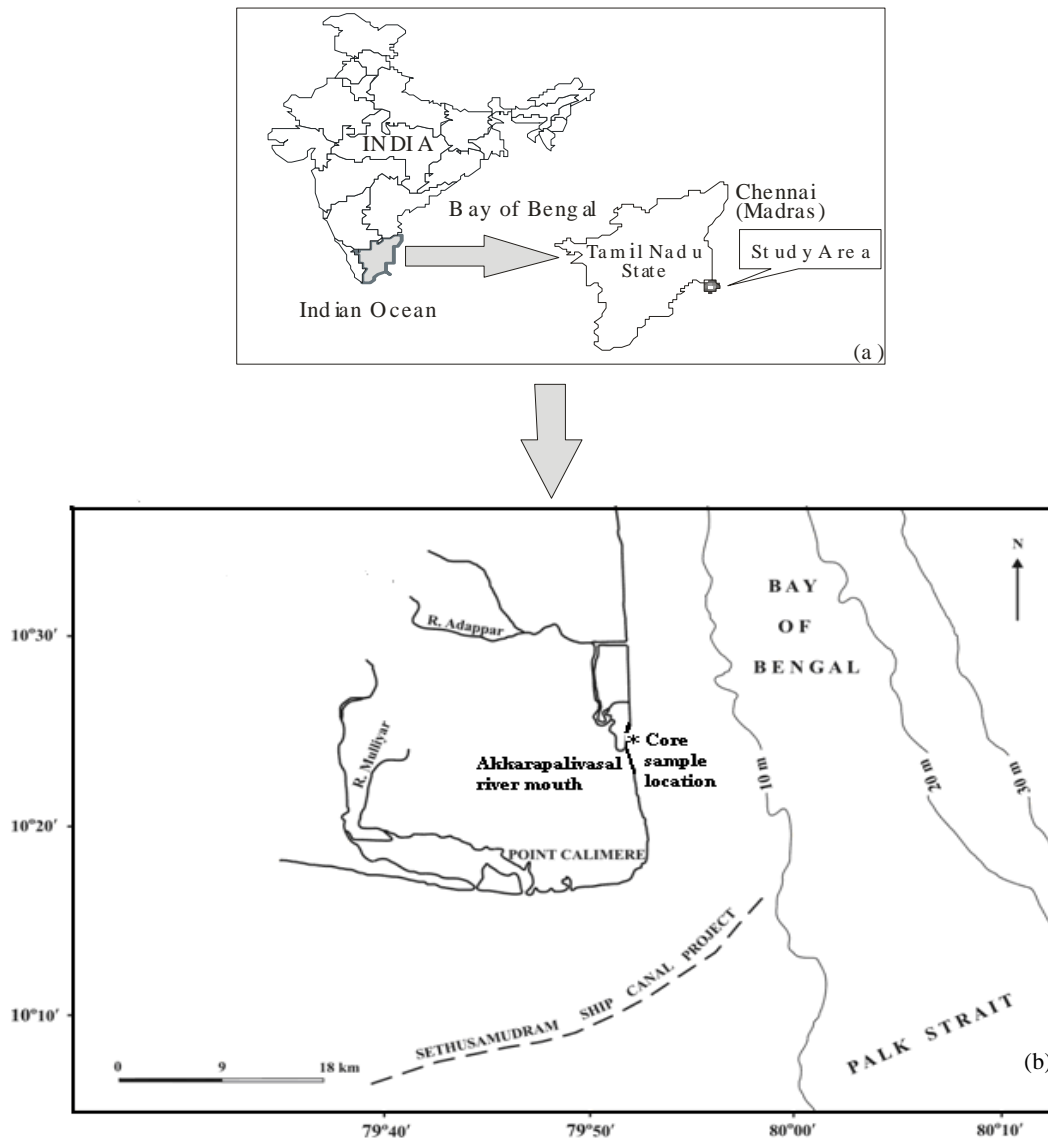 INDIA
Bay of Bengal
Indian Ocean
Tamil Nadu
State
Chennai
(Madras)
Study Area
(a)
N
BAY
OF
BENGAL
10°30'
R. Adappar
R. Mulliyar
Akkarapalivasal
river mouth
* Core
sample
location
10 m
20 m
30 m
10°20'
POINT CALIMERE
SETHUSAMUDRAM SHIP CANAL PROJECT
10°10'
PALK STRAIT
(b)
0 9 18 km
79°40' 79°50' 80°00' 80°10'